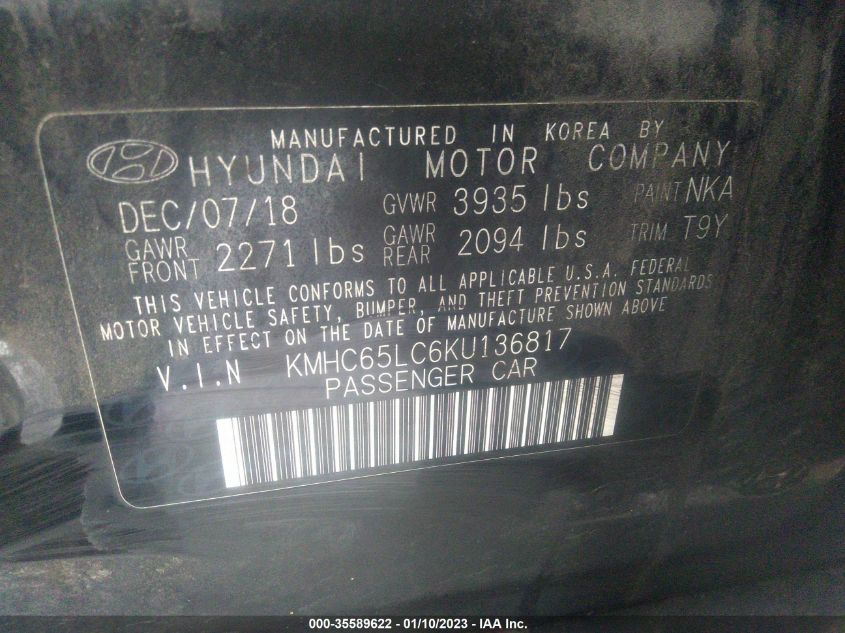 MANUFACTURED IN KOREA BY
HYUNDAI MOTOR COMPANY
DEC/07/18 GVWR 3935 lbs PAINT NKA
GAWR FRONT 2271 lbs GAWR REAR 2094 lbs TRIM T9Y
THIS VEHICLE CONFORMS TO ALL APPLICABLE U.S.A. FEDERAL
MOTOR VEHICLE SAFETY, BUMPER, AND THEFT PREVENTION STANDARDS
IN EFFECT ON THE DATE OF MANUFACTURE SHOWN ABOVE
V.I.N KMHC65LC6KU136817
PASSENGER CAR
000-35589622 - 01/10/2023 - IAA Inc.